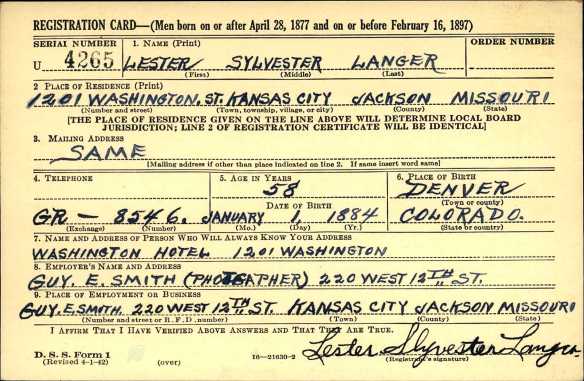 REGISTRATION CARD—(Men born on or after April 28, 1877 and on or before February 16, 1897)
SERIAL NUMBER 1. NAME (Print) ORDER NUMBER
U 4265 LESTER SYLVESTER LANGER
(First) (Middle) (Last)
2. PLACE OF RESIDENCE (Print)
1201 WASHINGTON. ST. KANSAS CITY JACKSON MISSOURI
(Number and street) (Town, township, village, or city) (County) (State)
[THE PLACE OF RESIDENCE GIVEN ON THE LINE ABOVE WILL DETERMINE LOCAL BOARD
JURISDICTION; LINE 2 OF REGISTRATION CERTIFICATE WILL BE IDENTICAL]
3. MAILING ADDRESS
SAME
[Mailing address if other than place indicated on line 2. If same insert word same]
4. TELEPHONE 5. AGE IN YEARS 6. PLACE OF BIRTH
58 DENVER
DATE OF BIRTH (Town or county)
GR — 8546. JANUARY 1, 1884 COLORADO.
(Exchange) (Number) (Mo.) (Day) (Yr.) (State or country)
7. NAME AND ADDRESS OF PERSON WHO WILL ALWAYS KNOW YOUR ADDRESS
WASHINGTON HOTEL 1201 WASHINGTON
8. EMPLOYER'S NAME AND ADDRESS
GUY. E. SMITH 220 WEST 12TH ST.
9. PLACE OF EMPLOYMENT OR BUSINESS
GUY.E.SMITH. 220 WEST 12TH ST. KANSAS CITY JACKSON MISSOURI
(Number and street or R. F. D. number) (Town) (County) (State)
I AFFIRM THAT I HAVE VERIFIED ABOVE ANSWERS AND THAT THEY ARE TRUE.
D. S. S. Form 1
(Revised 4-1-42) (over) 16—21630-2 Lester Langer
(Registrant's signature)